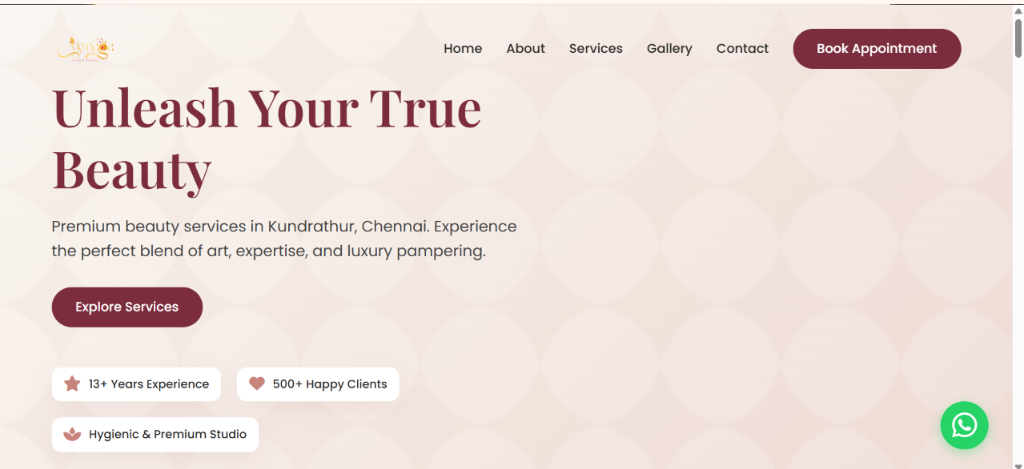 Home About Services Gallery Contact Book Appointment
Unleash Your True
Beauty
Premium beauty services in Kundrathur, Chennai. Experience
the perfect blend of art, expertise, and luxury pampering.
Explore Services
13+ Years Experience 500+ Happy Clients
Hygienic & Premium Studio